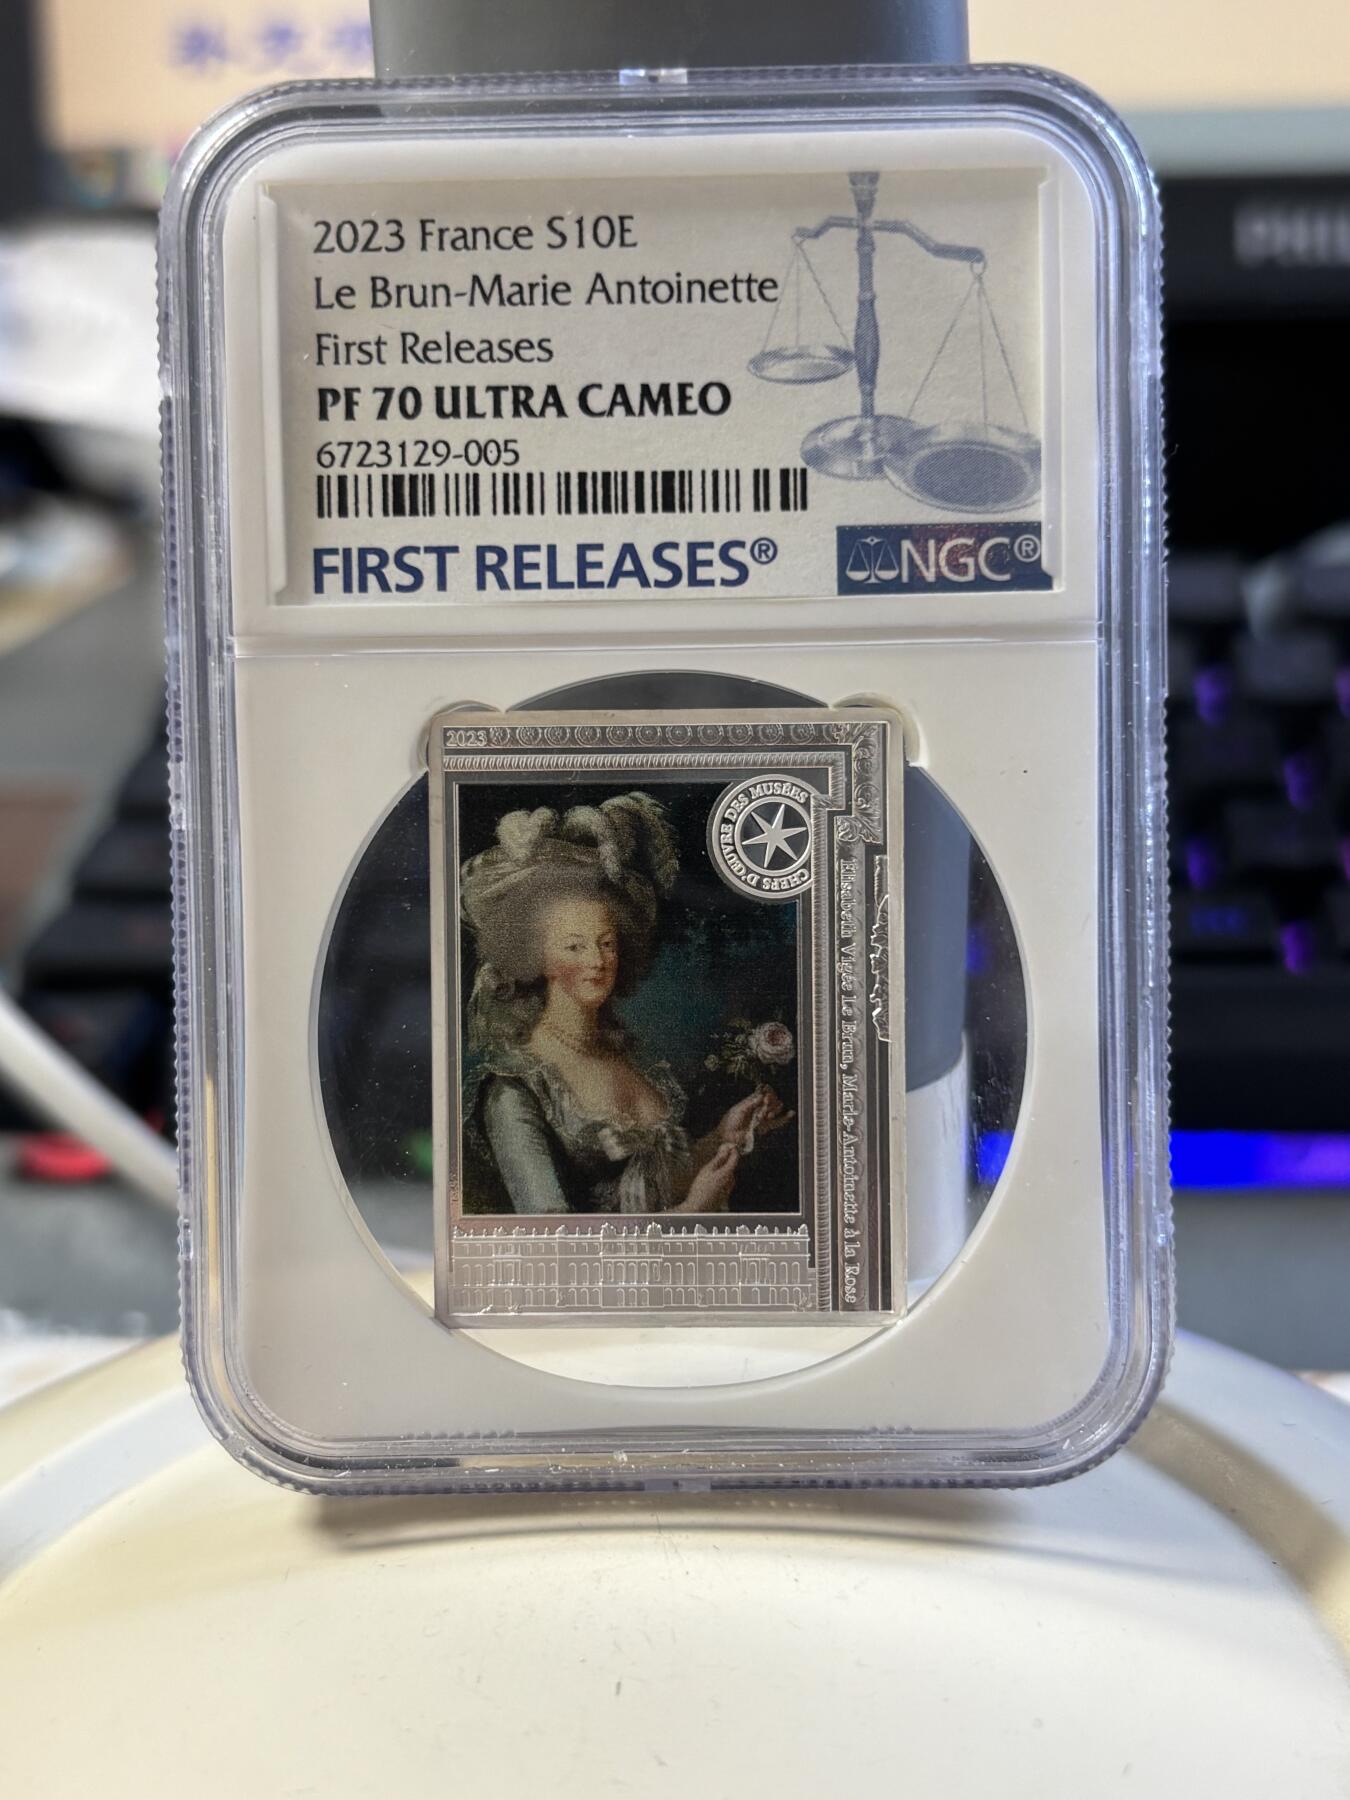 2023 France S10E
Le Brun-Marie Antoinette
First Releases
PF 70 ULTRA CAMEO
6723129-005
FIRST RELEASES®
NGC®
2023
CHEFS D'ŒUVRE DES MUSÉES
Elisabeth Vigée Le Brun, Marie-Antoinette à la Rose